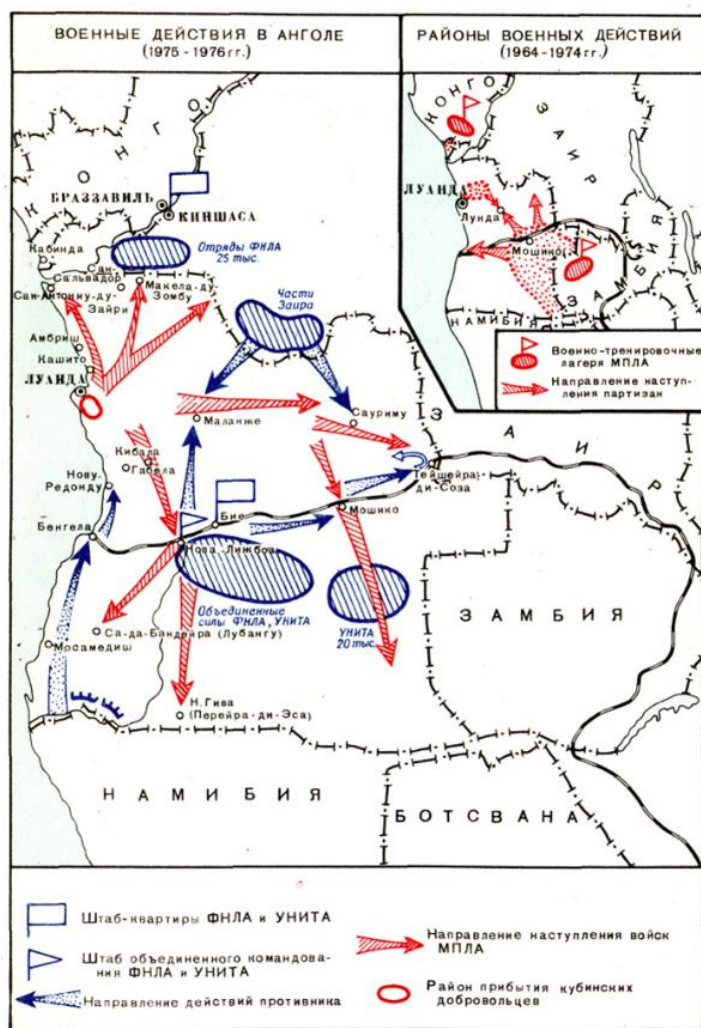 ВОЕННЫЕ ДЕЙСТВИЯ В АНГОЛЕ
(1975-1976гг.)
РАЙОНЫ ВОЕННЫХ ДЕЙСТВИЙ
(1964-1974гг.)
КОНГО
ЗАИР
ЛУАНДА
Лунда
Мошико
ЗАМБИЯ
НАМИБИЯ
Военно-тренировочные
лагеря МПЛА
Направление наступ-
ления партизан
КОНГО
БРАЗЗАВИЛЬ
КИНШАСА
Кабинда
Отряды ФНЛА
25 тыс.
Сан-
Сальвадор
Макела-ду
Зомбу
Сан-Антониу-ду-
Зайри
Части
Заира
Амбриш
Кашито
ЛУАНДА
Маланже
Сауриму
ЗАИР
Кибала
Габела
Тейшейра-
ди-Соза
Нову-
Редонду
Бие
Мошико
Бенгела
Нова Лижбоа
ЗАМБИЯ
Объединенные
силы ФНЛА, УНИТА
УНИТА
20 тыс.
Са-да-Бандейра (Лубангу)
Мосамедиш
Н.Гива
(Перейра-ди-Эса)
НАМИБИЯ
БОТСВАНА
Штаб-квартиры ФНЛА и УНИТА
Штаб объединенного командова-
ния ФНЛА и УНИТА
Направление действий противника
Направление наступления войск
МПЛА
Район прибытия кубинских
добровольцев